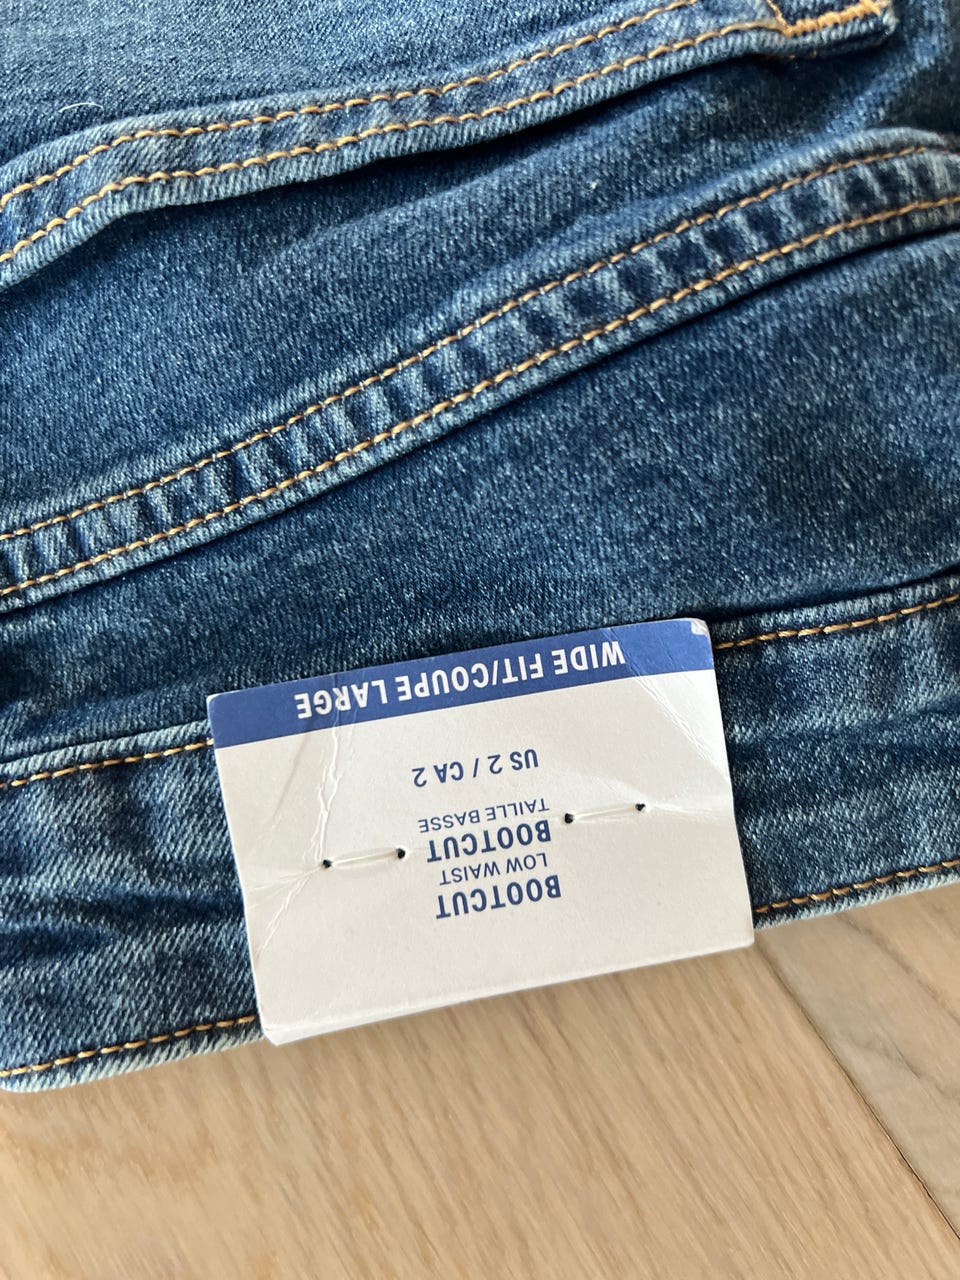 BOOTCUT
LOW WAIST
BOOTCUT
TAILLE BASSE
US 2 / CA 2
WIDE FIT/COUPE LARGE